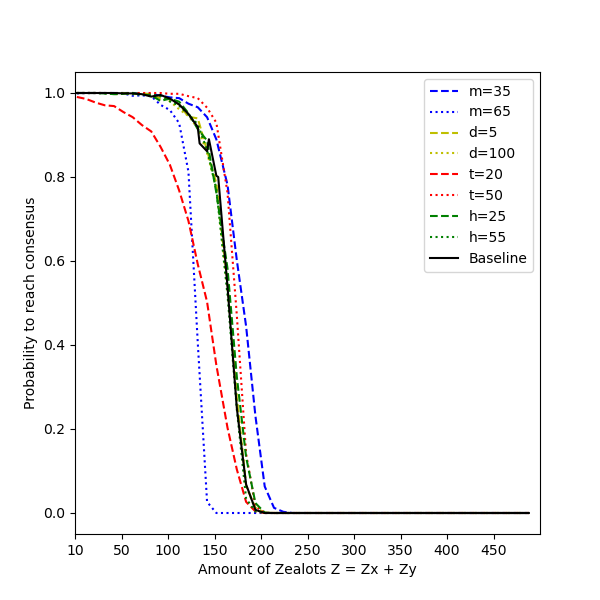 1.0
0.8
0.6
0.4
0.2
0.0
Probability to reach consensus
m=35
m=65
d=5
d=100
t=20
t=50
h=25
h=55
Baseline
10 50 100 150 200 250 300 350 400 450
Amount of Zealots Z = Zx + Zy